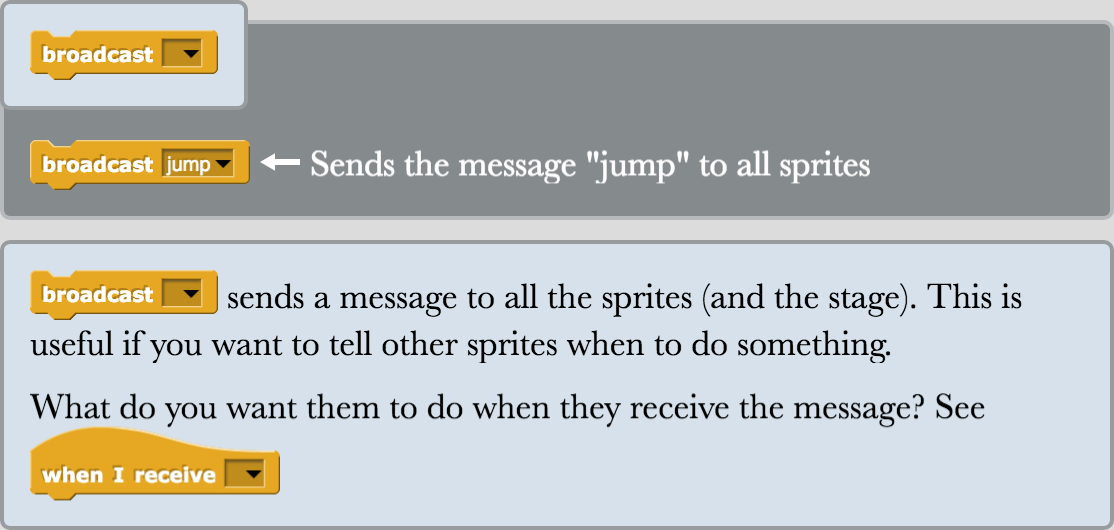 broadcast
broadcast jump Sends the message "jump" to all sprites
broadcast sends a message to all the sprites (and the stage). This is
useful if you want to tell other sprites when to do something.
What do you want them to do when they receive the message? See
when I receive